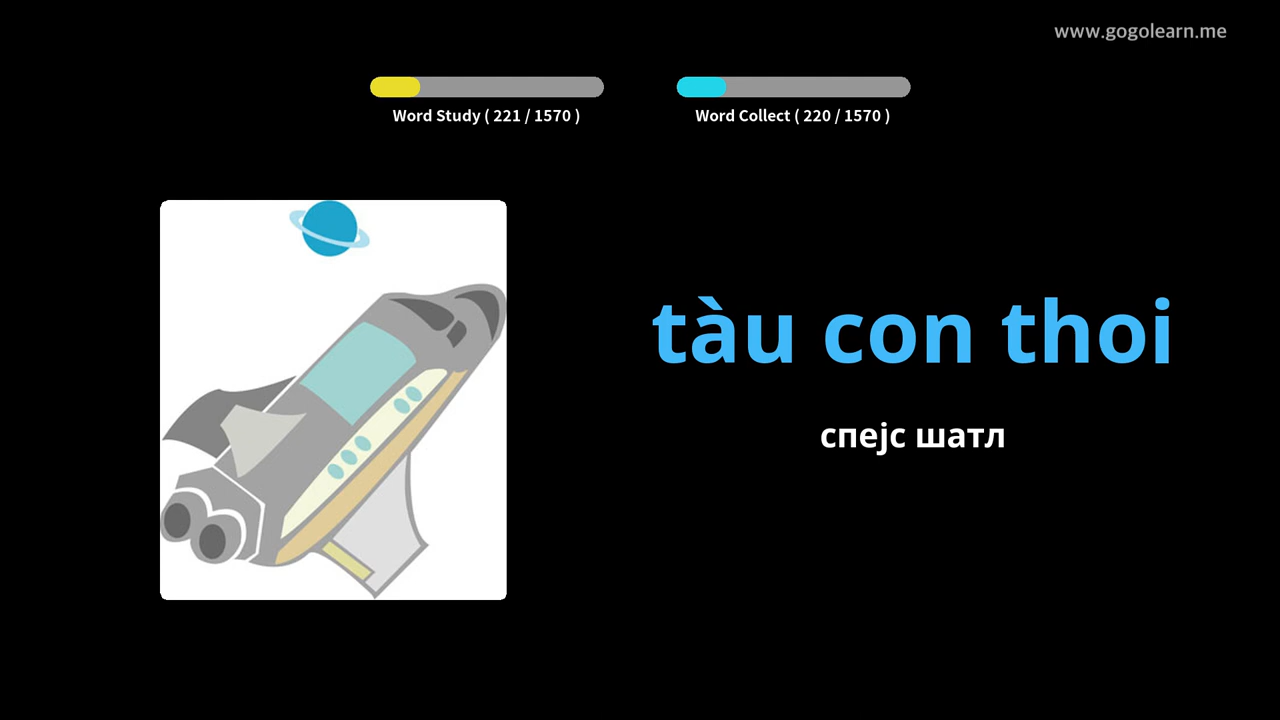 www.gogolearn.me
Word Study ( 221 / 1570 )
Word Collect ( 220 / 1570 )
tàu con thoi
спејс шатл